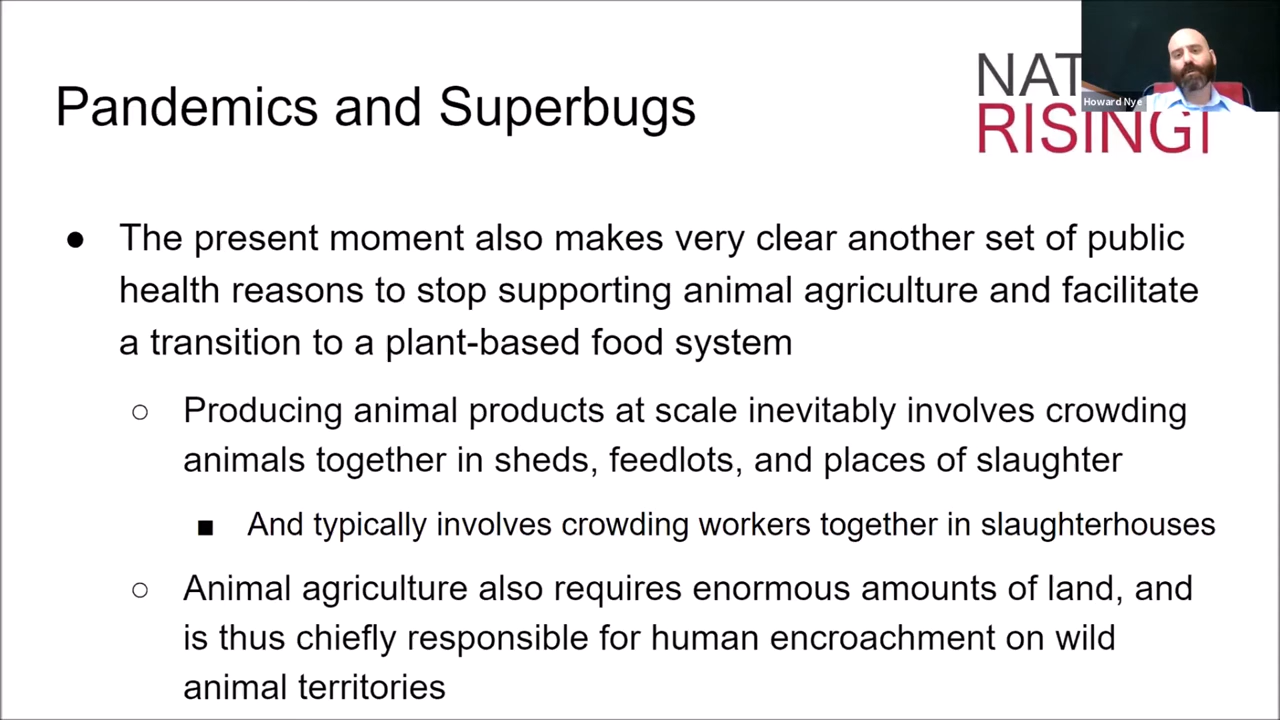 Pandemics and Superbugs
NAT
RISING
Howard Nye
● The present moment also makes very clear another set of public
health reasons to stop supporting animal agriculture and facilitate
a transition to a plant-based food system
○ Producing animal products at scale inevitably involves crowding
animals together in sheds, feedlots, and places of slaughter
■ And typically involves crowding workers together in slaughterhouses
○ Animal agriculture also requires enormous amounts of land, and
is thus chiefly responsible for human encroachment on wild
animal territories